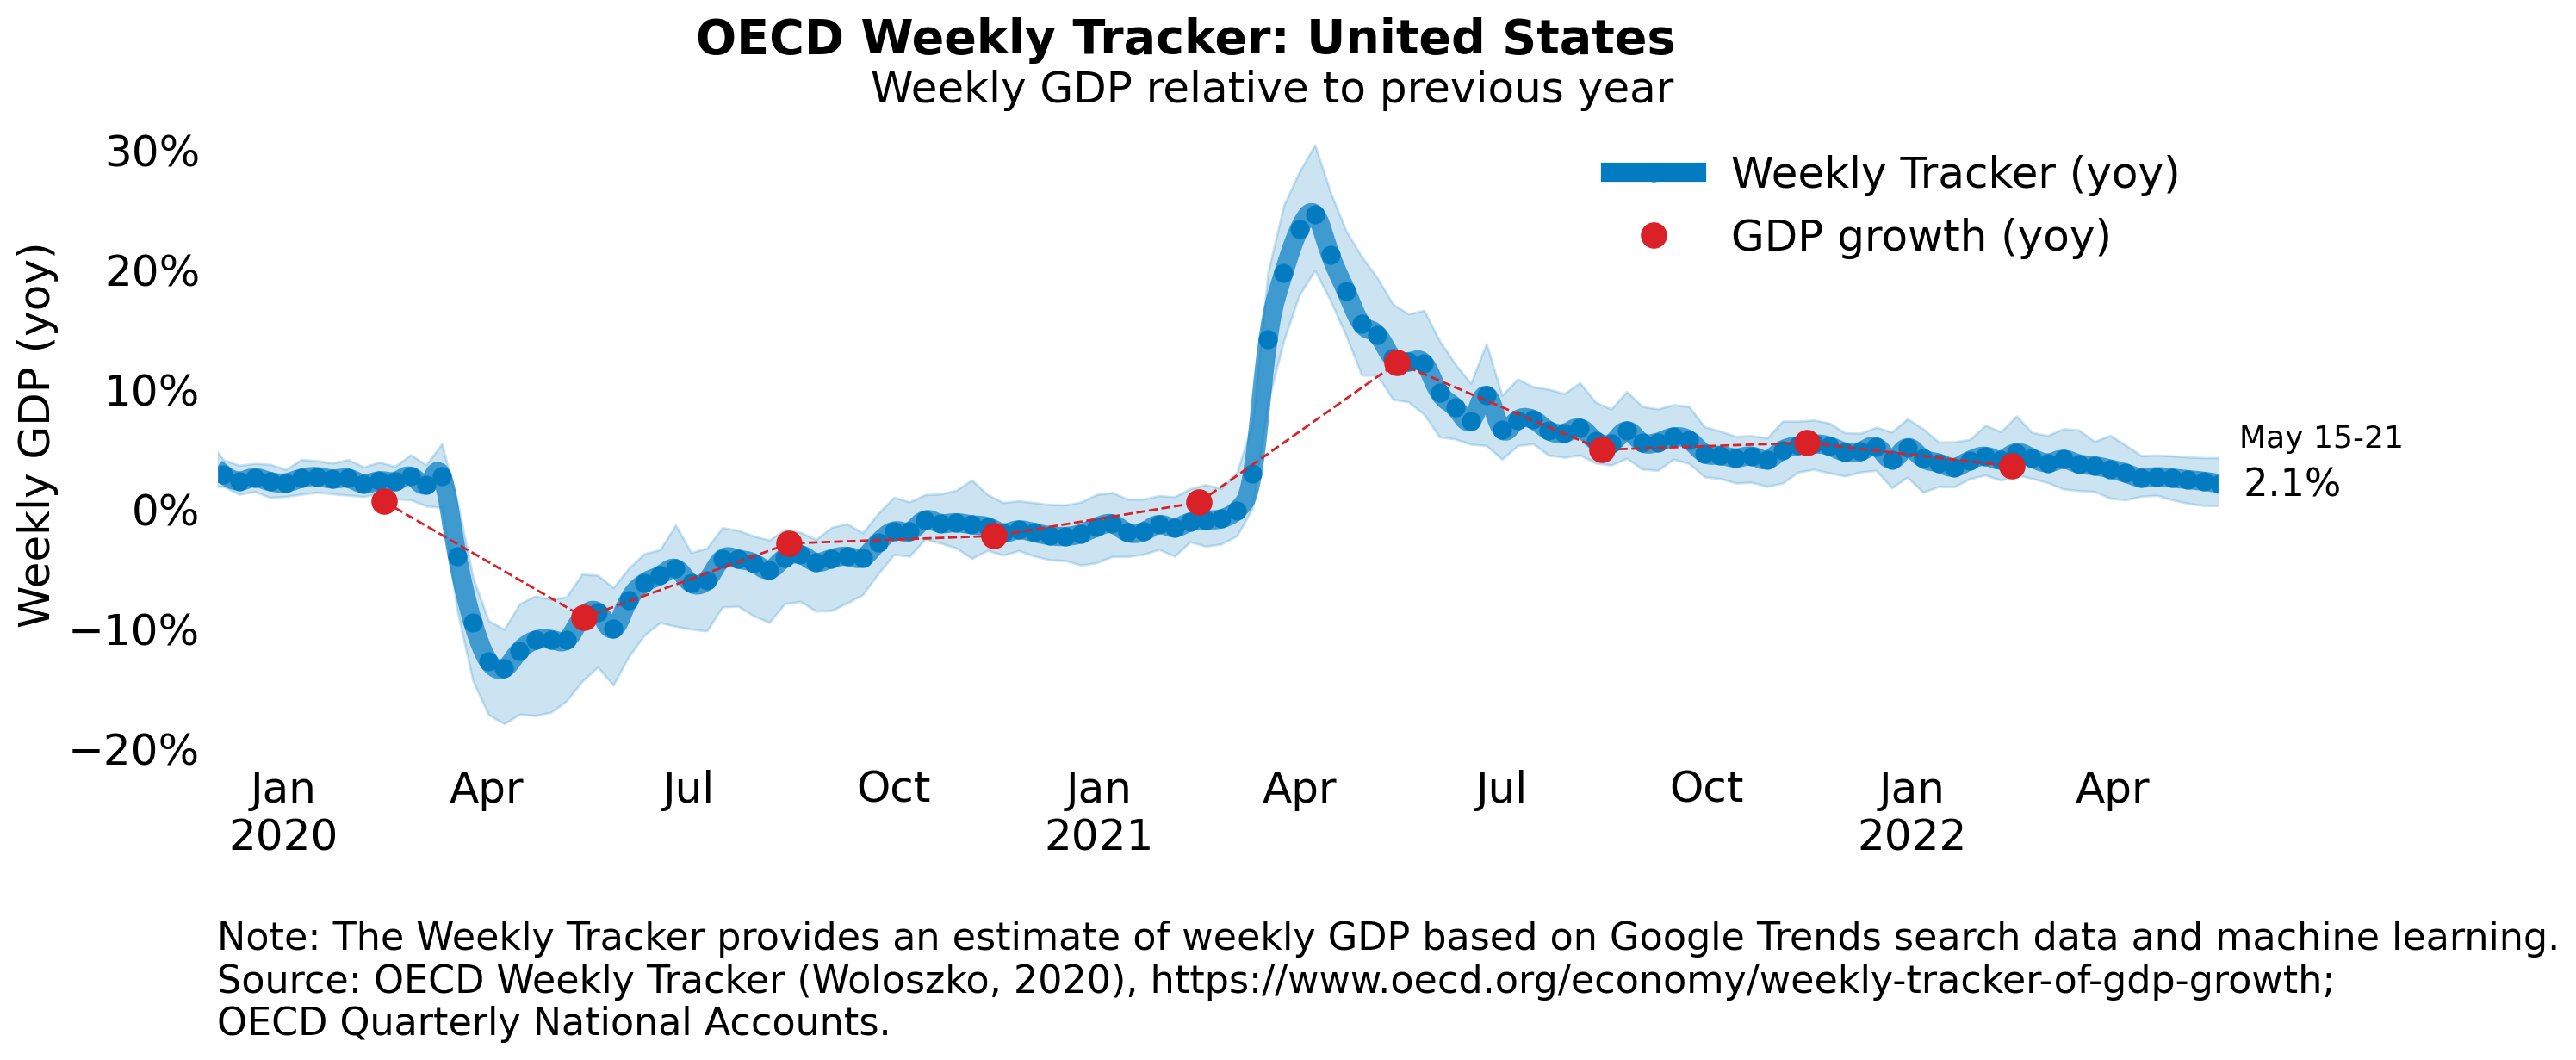 OECD Weekly Tracker: United States
Weekly GDP relative to previous year
Weekly GDP (yoy)
30%
20%
10%
0%
−10%
−20%
Weekly Tracker (yoy)
GDP growth (yoy)
May 15-21
2.1%
Jan Apr Jul Oct Jan Apr Jul Oct Jan Apr
2020 2021 2022
Note: The Weekly Tracker provides an estimate of weekly GDP based on Google Trends search data and machine learning.
Source: OECD Weekly Tracker (Woloszko, 2020), https://www.oecd.org/economy/weekly-tracker-of-gdp-growth;
OECD Quarterly National Accounts.